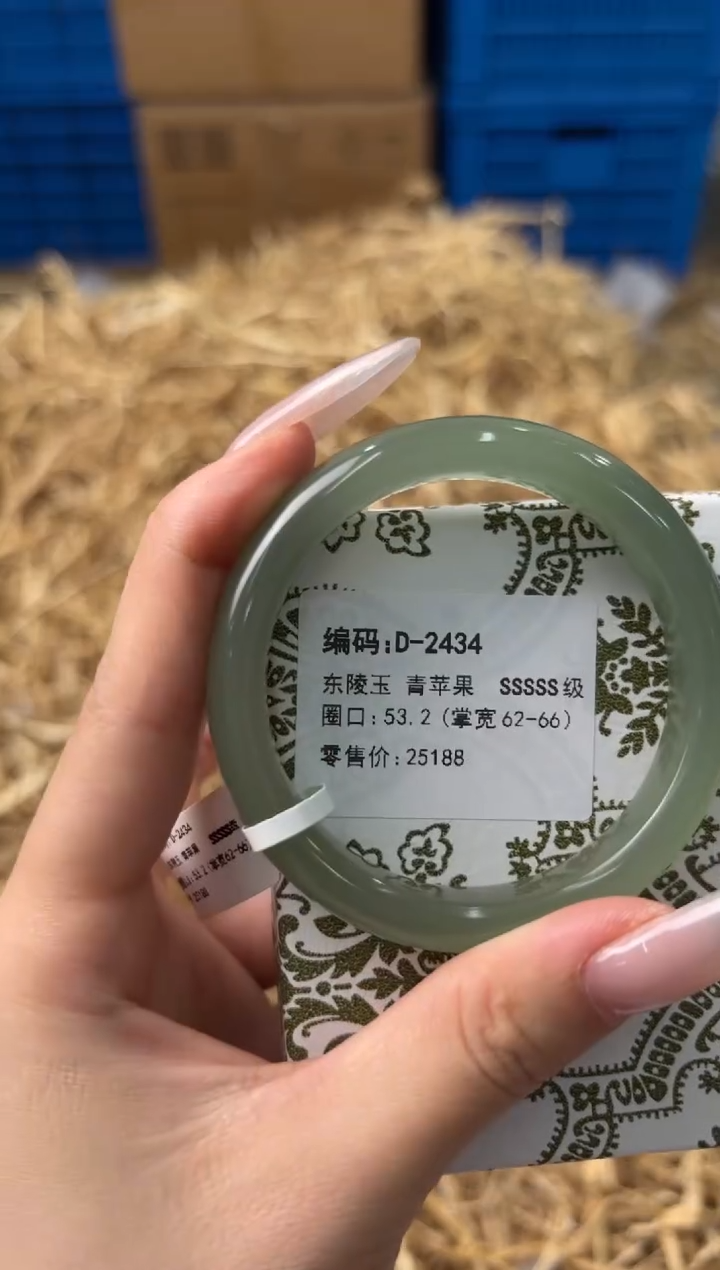 编码:D-2434
东陵玉 青苹果 SSSSS级
圈口:53.2(掌宽62-66)
零售价:25188